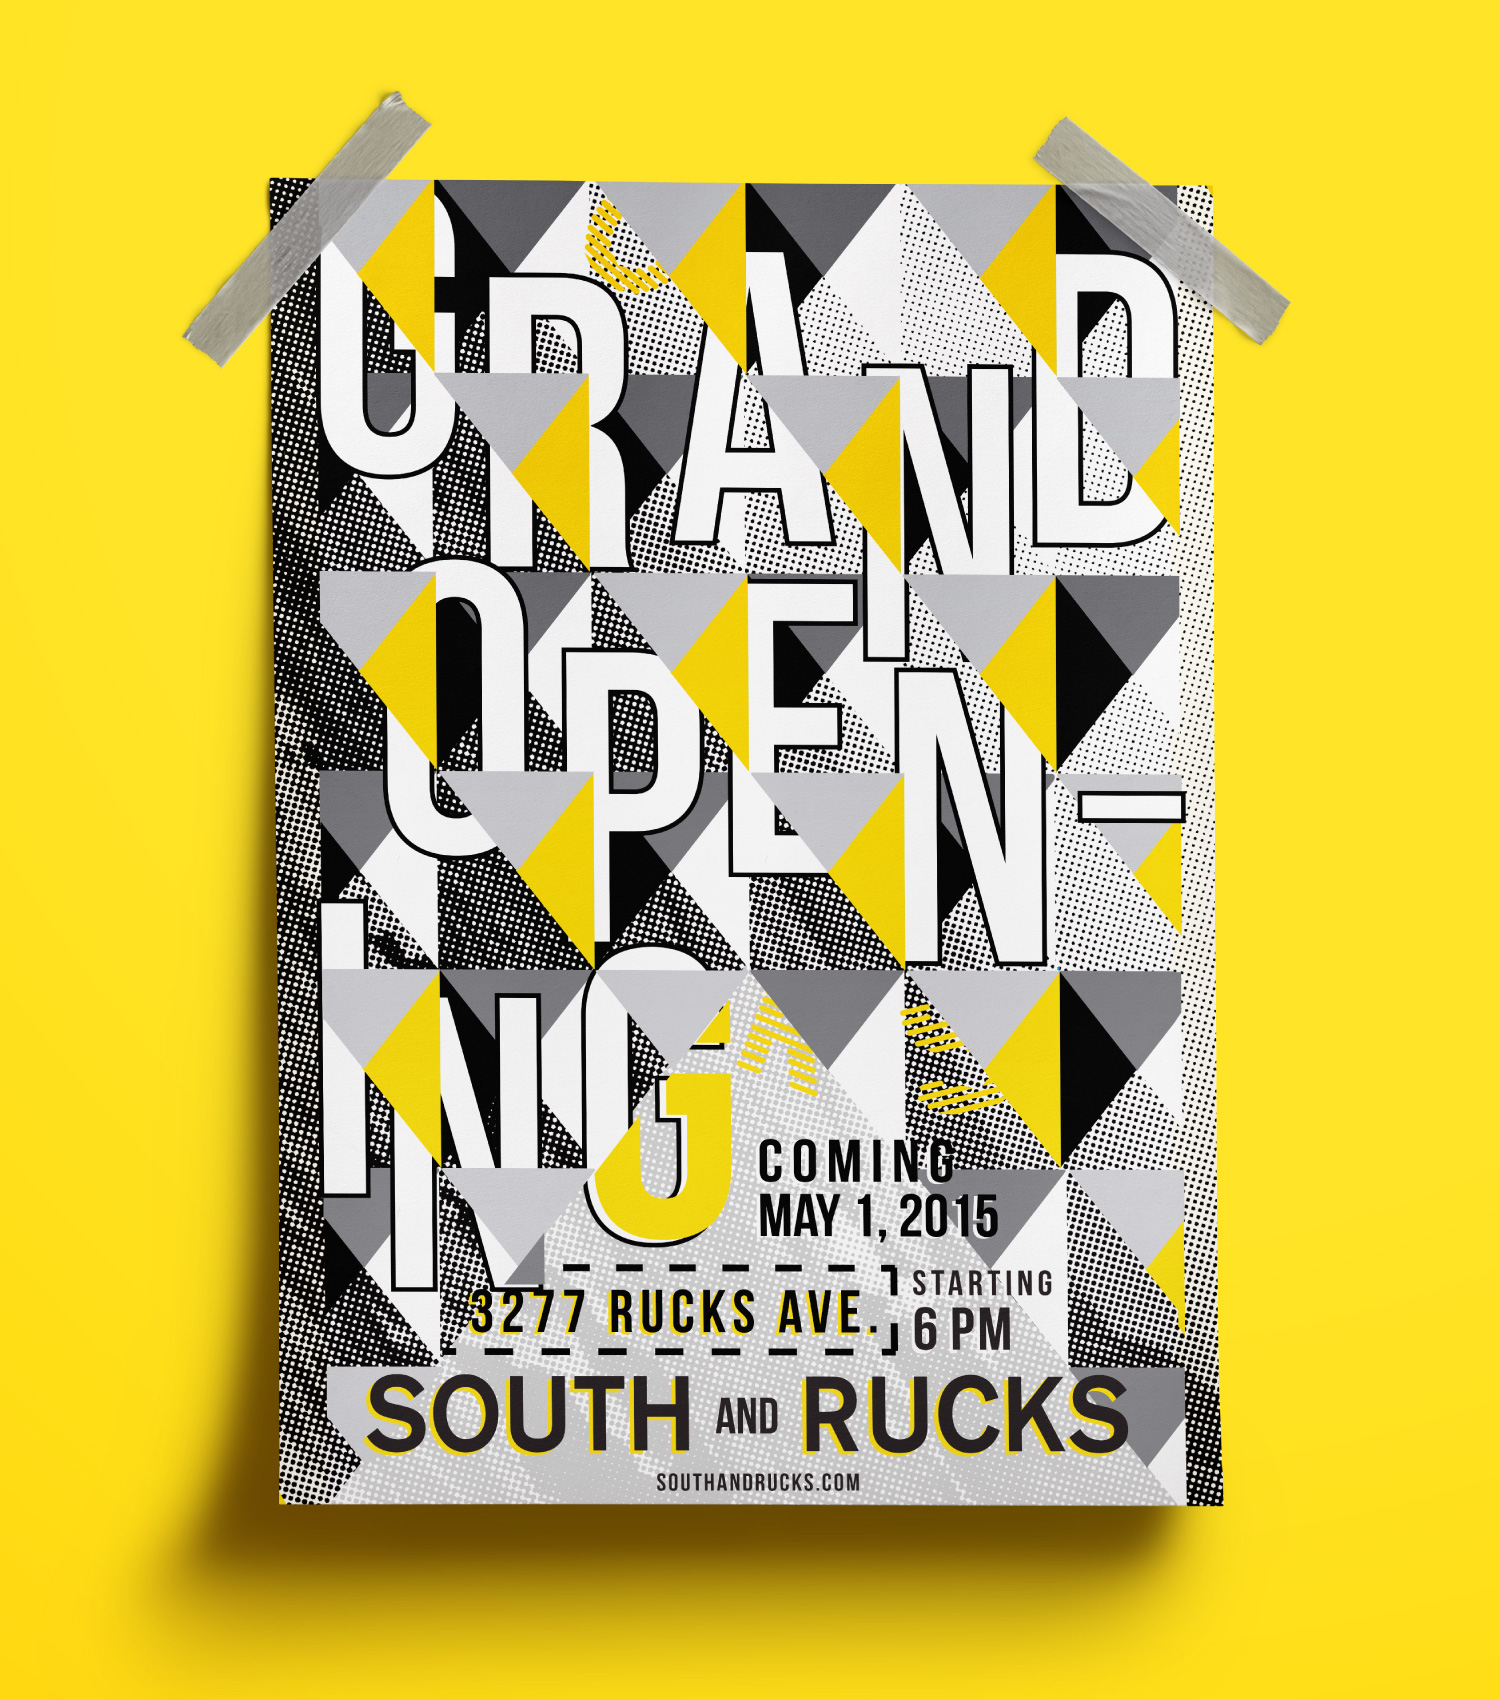 GRAND
OPEN-
ING
COMING
MAY 1, 2015
3277 RUCKS AVE.
STARTING
6 PM
SOUTH AND RUCKS
SOUTHANDRUCKS.COM